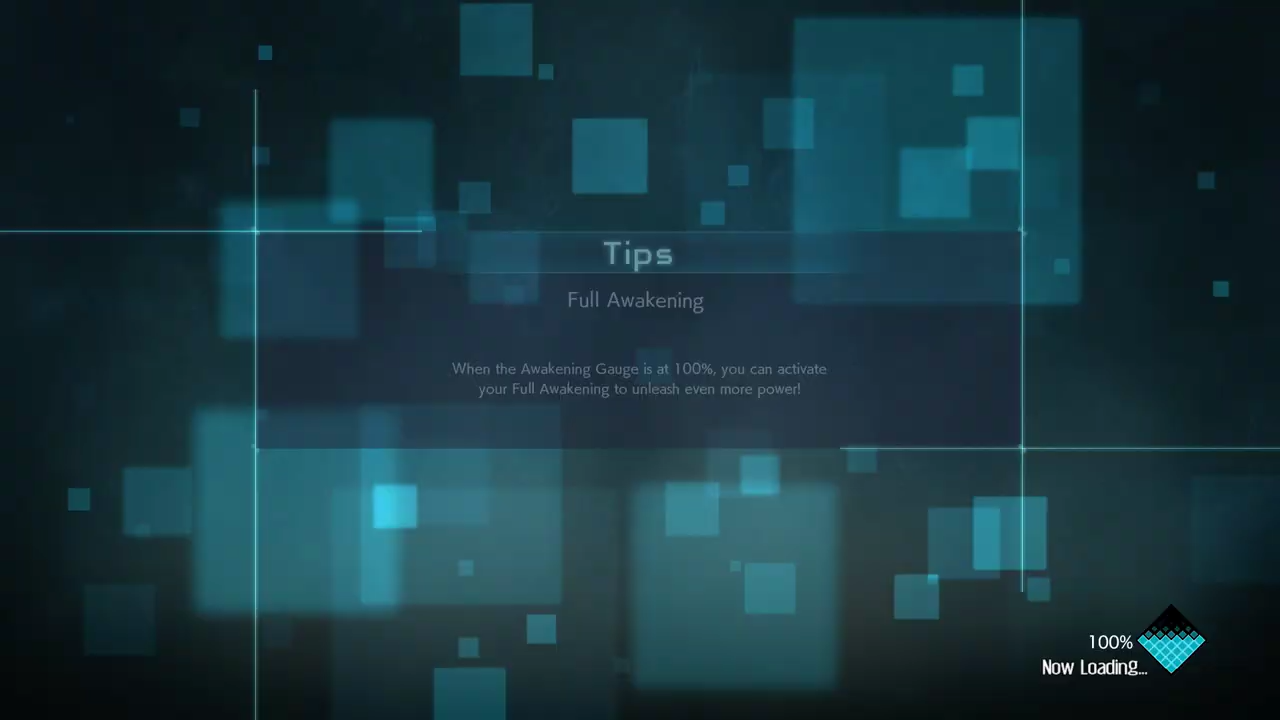 Tips
Full Awakening
When the Awakening Gauge is at 100%, you can activate
your Full Awakening to unleash even more power!
100%
Now Loading...